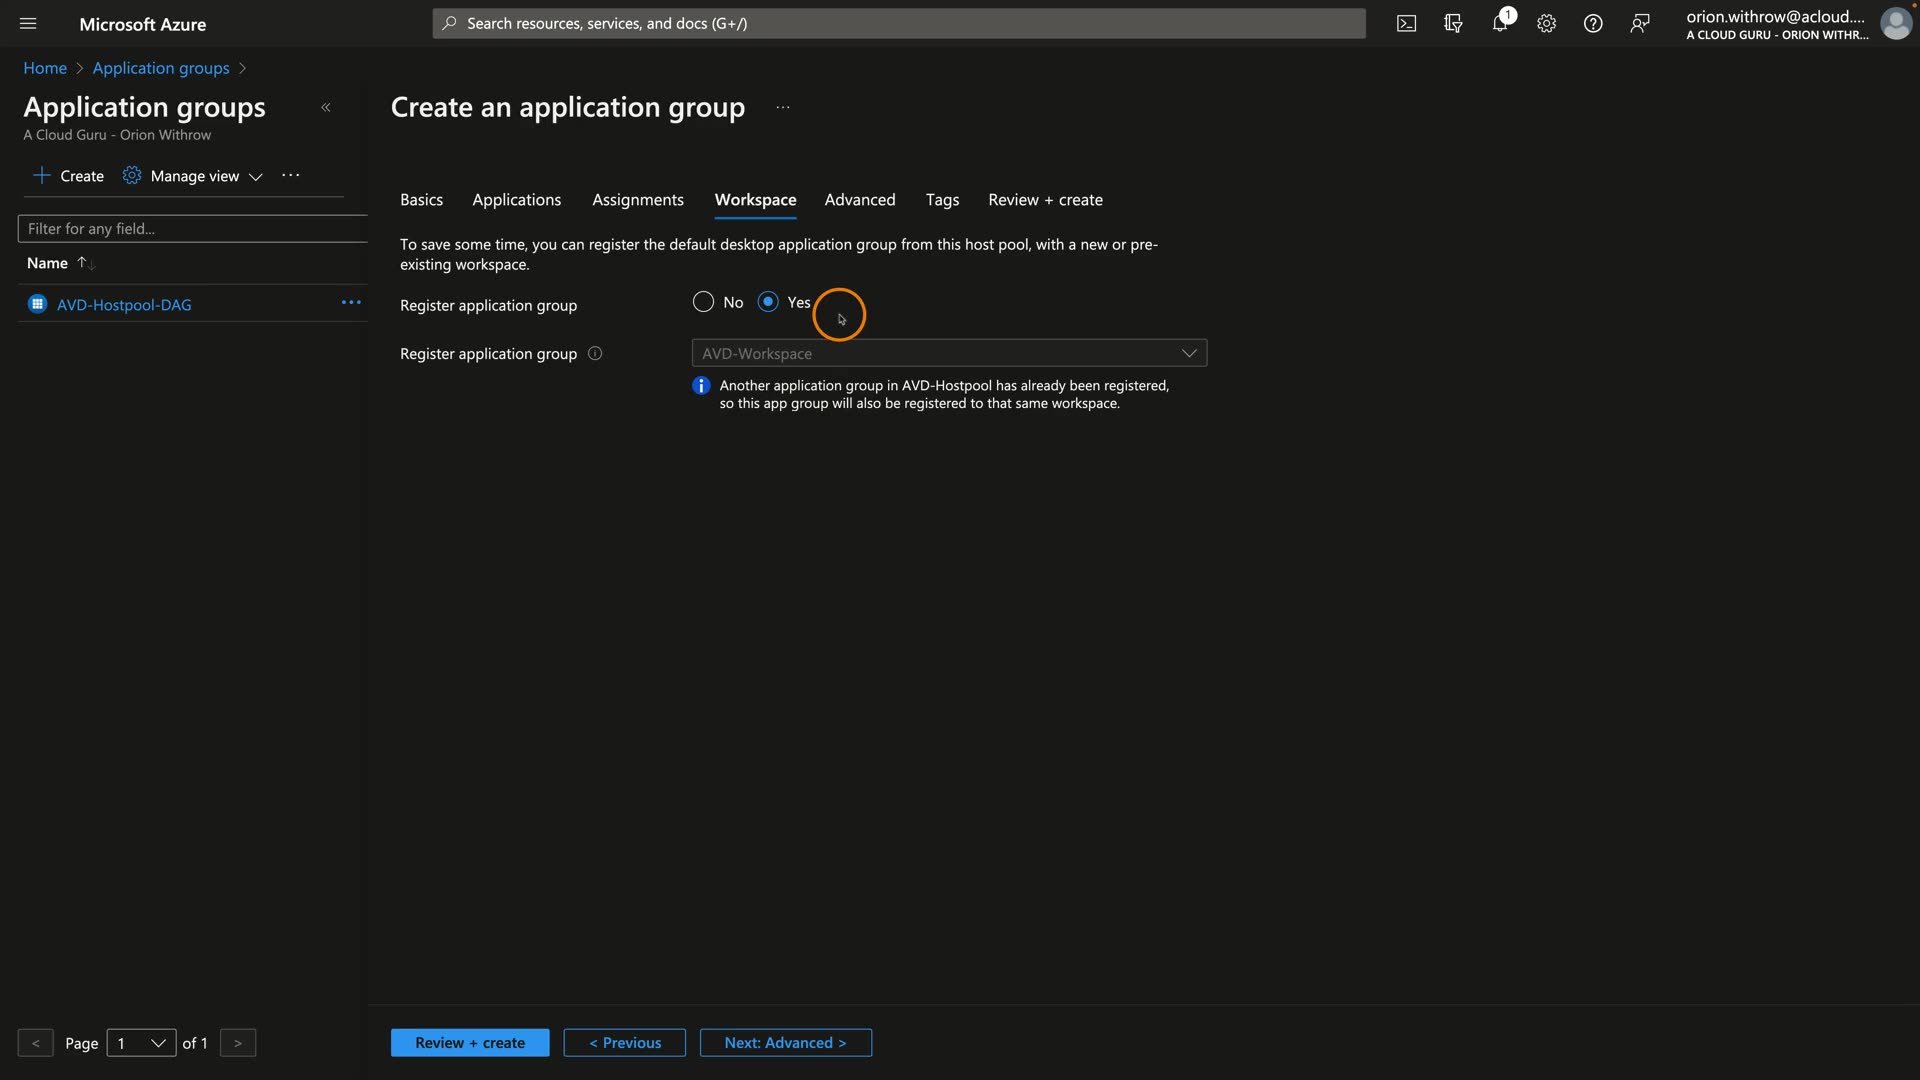 Microsoft Azure
Search resources, services, and docs (G+/)
1
orion.withrow@acloud....
A CLOUD GURU - ORION WITHR...
Home > Application groups >
Application groups
«
A Cloud Guru - Orion Withrow
Create an application group ...
+ Create Manage view ...
Filter for any field...
Name ↑↓
AVD-Hostpool-DAG ...
Basics Applications Assignments Workspace Advanced Tags Review + create
To save some time, you can register the default desktop application group from this host pool, with a new or pre-
existing workspace.
Register application group No Yes
Register application group AVD-Workspace
Another application group in AVD-Hostpool has already been registered,
so this app group will also be registered to that same workspace.
< Page 1 of 1 >
Review + create < Previous Next: Advanced >